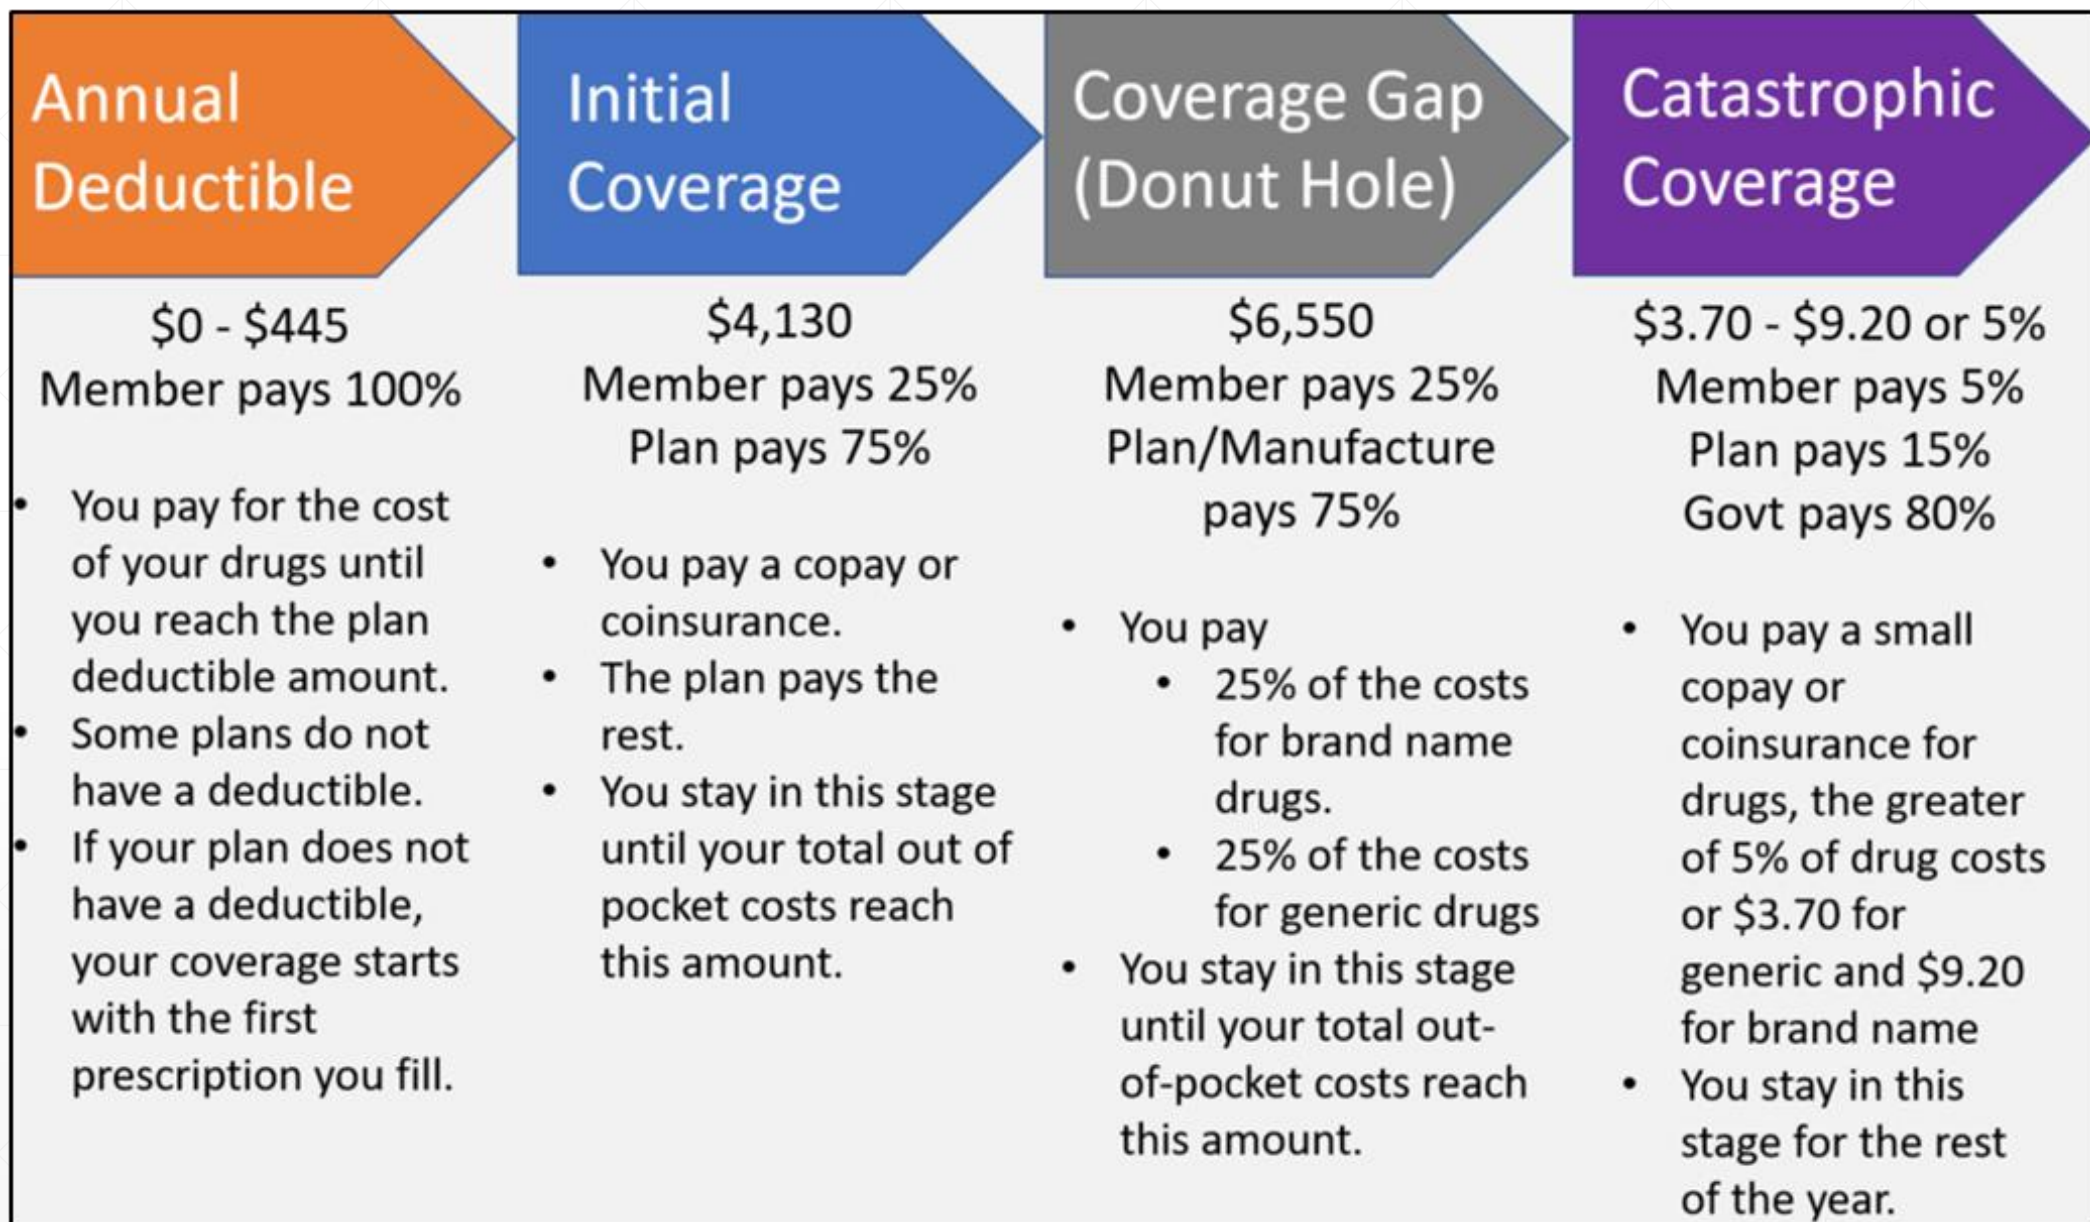 Annual
Deductible
$0 - $445
Member pays 100%
• You pay for the cost
of your drugs until
you reach the plan
deductible amount.
• Some plans do not
have a deductible.
• If your plan does not
have a deductible,
your coverage starts
with the first
prescription you fill.
Initial
Coverage
$4,130
Member pays 25%
Plan pays 75%
• You pay a copay or
coinsurance.
• The plan pays the
rest.
• You stay in this stage
until your total out of
pocket costs reach
this amount.
Coverage Gap
(Donut Hole)
$6,550
Member pays 25%
Plan/Manufacture
pays 75%
• You pay
• 25% of the costs
for brand name
drugs.
• 25% of the costs
for generic drugs
• You stay in this stage
until your total out-
of-pocket costs reach
this amount.
Catastrophic
Coverage
$3.70 - $9.20 or 5%
Member pays 5%
Plan pays 15%
Govt pays 80%
• You pay a small
copay or
coinsurance for
drugs, the greater
of 5% of drug costs
or $3.70 for
generic and $9.20
for brand name
• You stay in this
stage for the rest
of the year.